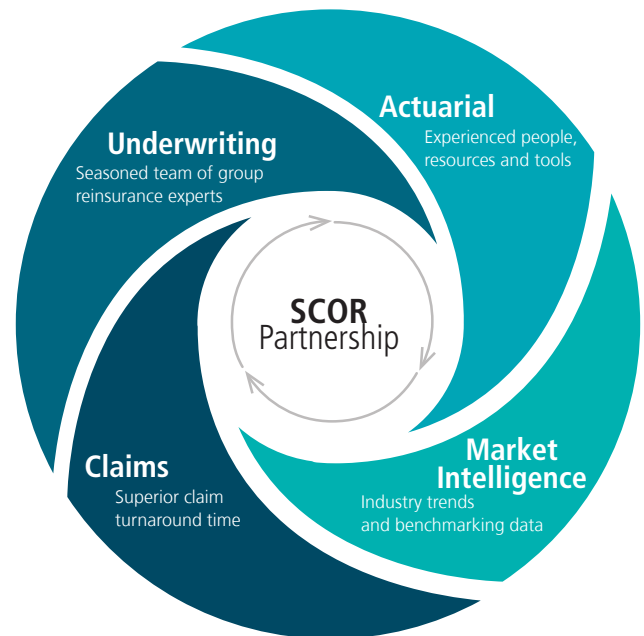 Actuarial
Experienced people,
resources and tools
Underwriting
Seasoned team of group
reinsurance experts
SCOR
Partnership
Market
Intelligence
Industry trends
and benchmarking data
Claims
Superior claim
turnaround time